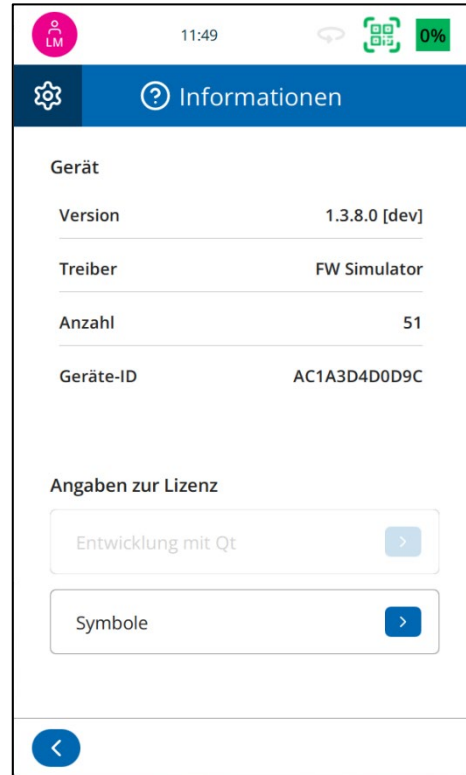 LM
11:49
0%
Informationen
Gerät
Version 1.3.8.0 [dev]
Treiber FW Simulator
Anzahl 51
Geräte-ID AC1A3D4D0D9C
Angaben zur Lizenz
Entwicklung mit Qt
Symbole